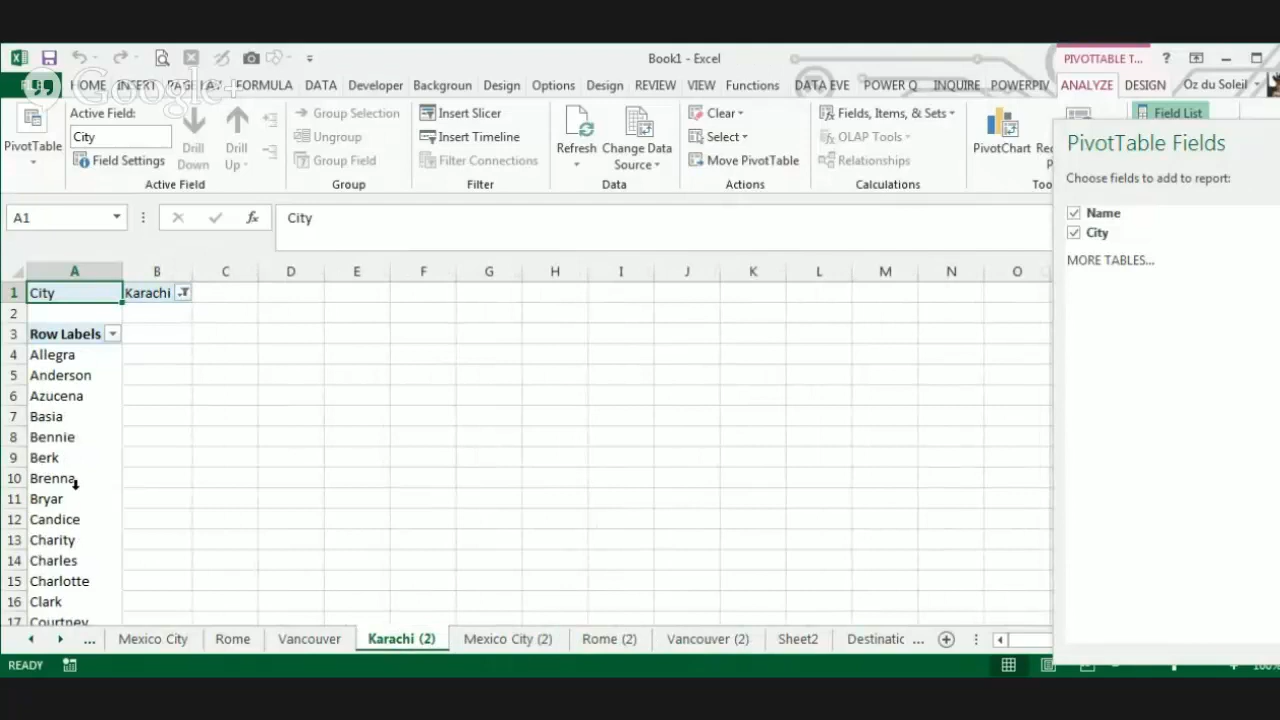 Book1 - Excel
PIVOTTABLE T...
?
Google+
HOME INSERT FORMULA DATA Developer Backgroun Design Options Design REVIEW VIEW Functions DATA EVE POWER Q INQUIRE POWERPIV ANALYZE DESIGN Oz du Soleil
PivotTable
Active Field:
City
Field Settings
Drill Down
Drill Up
Active Field
Group Selection
Ungroup
Group Field
Group
Insert Slicer
Insert Timeline
Filter Connections
Filter
Refresh
Change Data Source
Data
Clear
Select
Move PivotTable
Actions
Fields, Items, & Sets
OLAP Tools
Relationships
Calculations
PivotChart
Field List
PivotTable Fields
Choose fields to add to report:
Name
City
MORE TABLES...
A1
fx
City
A B C D E F G H I J K L M N O
1 City Karachi
2
3 Row Labels
4 Allegra
5 Anderson
6 Azucena
7 Basia
8 Bennie
9 Berk
10 Brenna
11 Bryar
12 Candice
13 Charity
14 Charles
15 Charlotte
16 Clark
17 Courtney
... Mexico City Rome Vancouver Karachi (2) Mexico City (2) Rome (2) Vancouver (2) Sheet2 Destinatic ...
READY